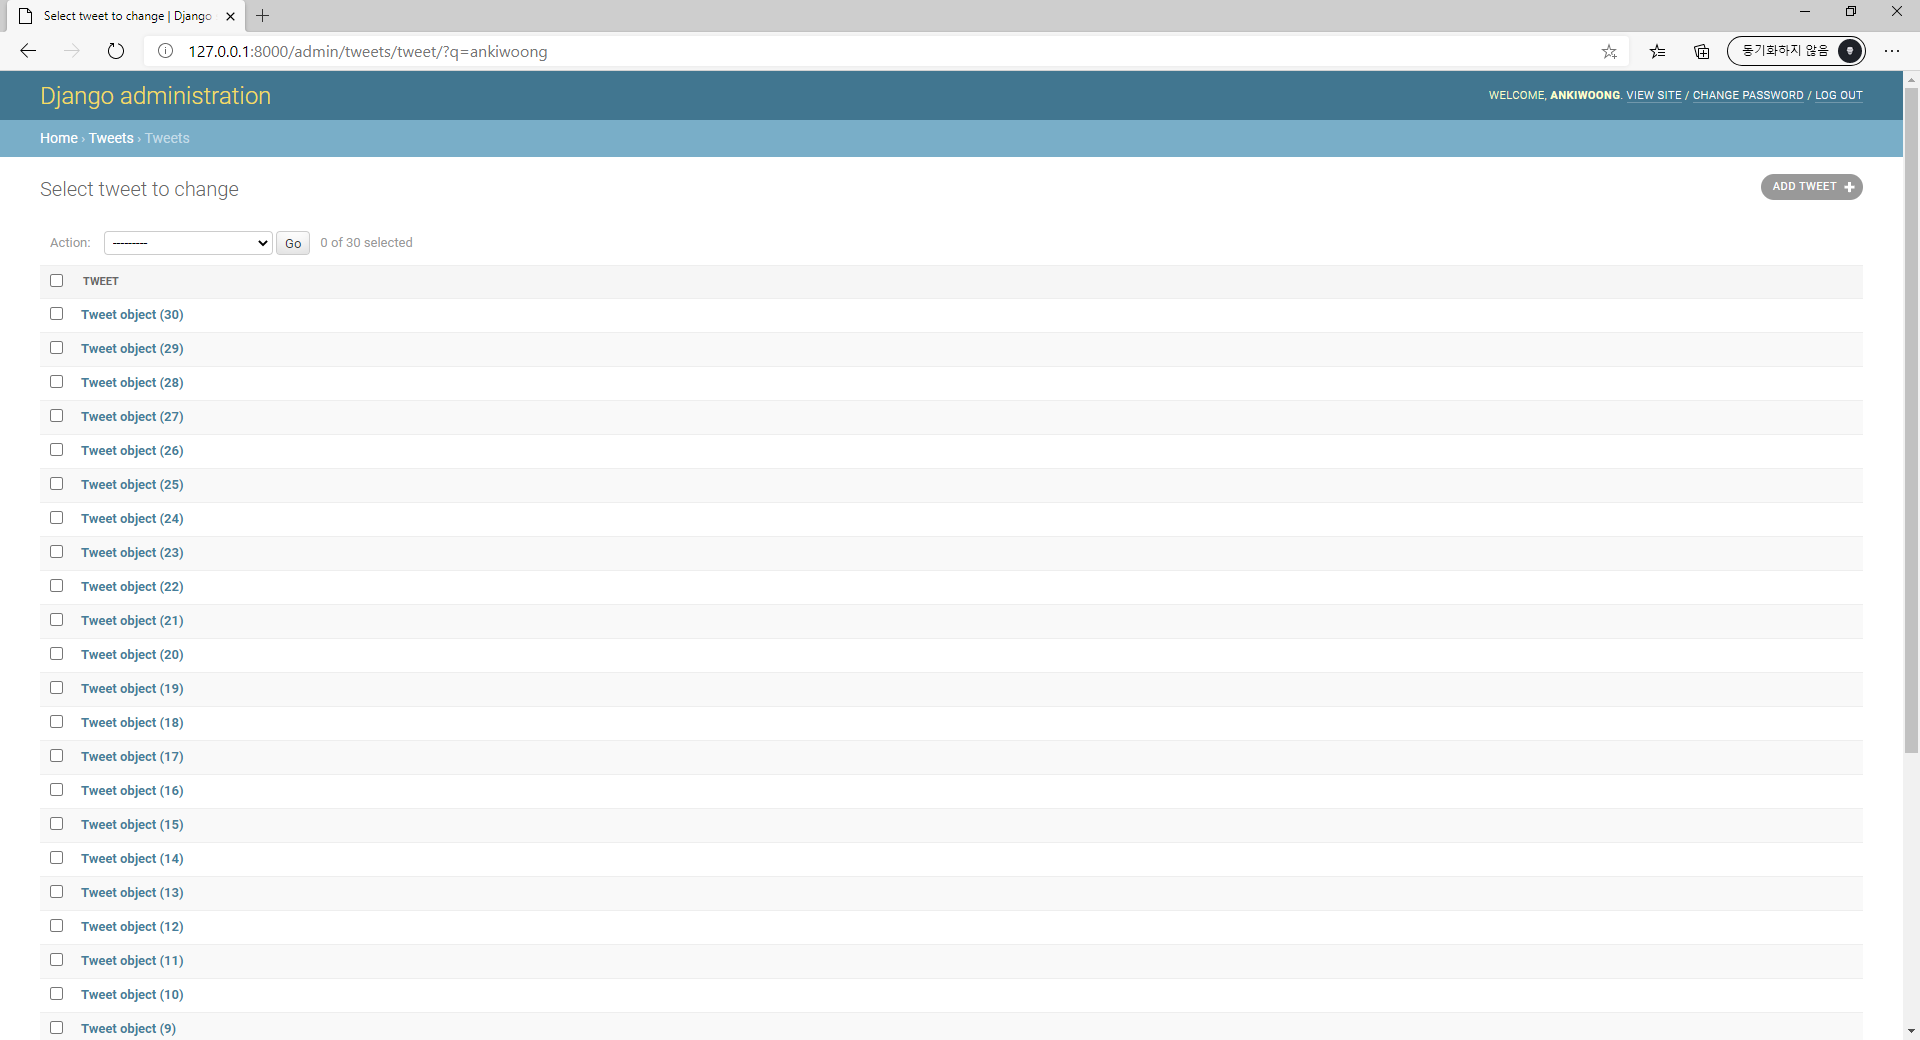 Select tweet to change | Django
127.0.0.1:8000/admin/tweets/tweet/?q=ankiwoong
동기화하지 않음
Django administration
WELCOME, ANKIWOONG. VIEW SITE / CHANGE PASSWORD / LOG OUT
Home › Tweets › Tweets
Select tweet to change
ADD TWEET +
Action: --------- Go 0 of 30 selected
TWEET
Tweet object (30)
Tweet object (29)
Tweet object (28)
Tweet object (27)
Tweet object (26)
Tweet object (25)
Tweet object (24)
Tweet object (23)
Tweet object (22)
Tweet object (21)
Tweet object (20)
Tweet object (19)
Tweet object (18)
Tweet object (17)
Tweet object (16)
Tweet object (15)
Tweet object (14)
Tweet object (13)
Tweet object (12)
Tweet object (11)
Tweet object (10)
Tweet object (9)